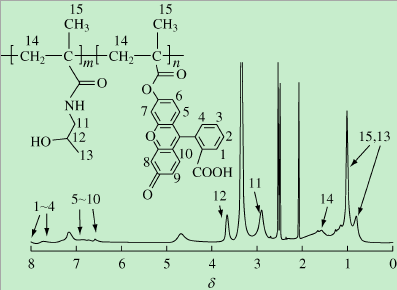 15 15
CH₃ CH₃
14 14
[CH₂ C]m [CH₂ C]n
C O C O
NH O 6
11 7 5 4 3
HO 12 O 2
13 8 10 1
O 9 COOH
1~4 5~10 12 11 14 15,13
8 7 6 5 4 3 2 1 0
δ